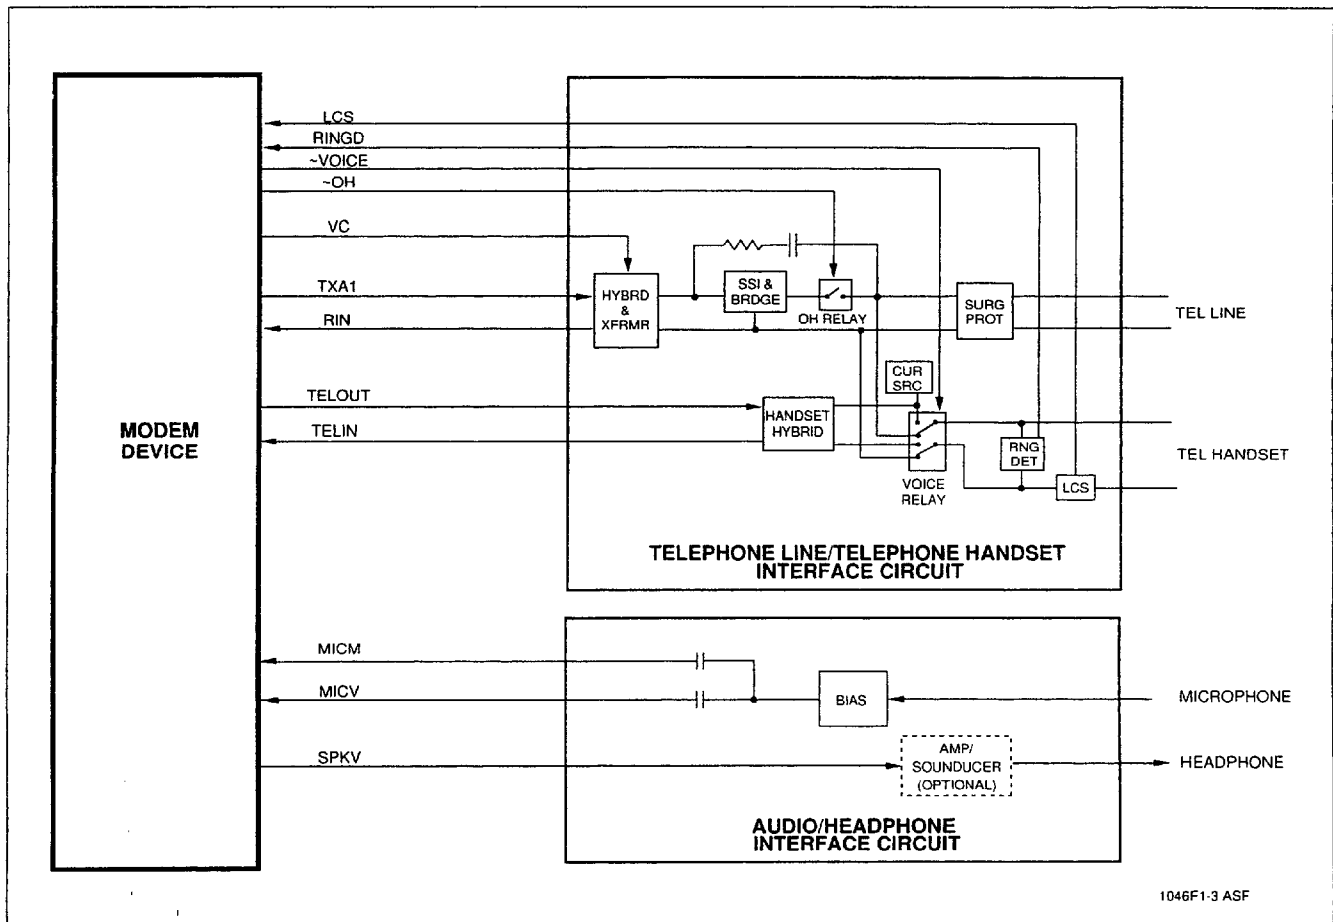 LCS
RINGD
~VOICE
~OH
VC
TXA1
RIN
HYBRD
&
XFRMR
SSI &
BRDGE
OH RELAY
SURG
PROT
TEL LINE
CUR
SRC
TELOUT
TELIN
HANDSET
HYBRID
MODEM
DEVICE
VOICE
RELAY
RNG
DET
LCS
TEL HANDSET
TELEPHONE LINE/TELEPHONE HANDSET
INTERFACE CIRCUIT
MICM
MICV
BIAS
MICROPHONE
SPKV
AMP/
SOUNDUCER
(OPTIONAL)
HEADPHONE
AUDIO/HEADPHONE
INTERFACE CIRCUIT
1046F1-3 ASF